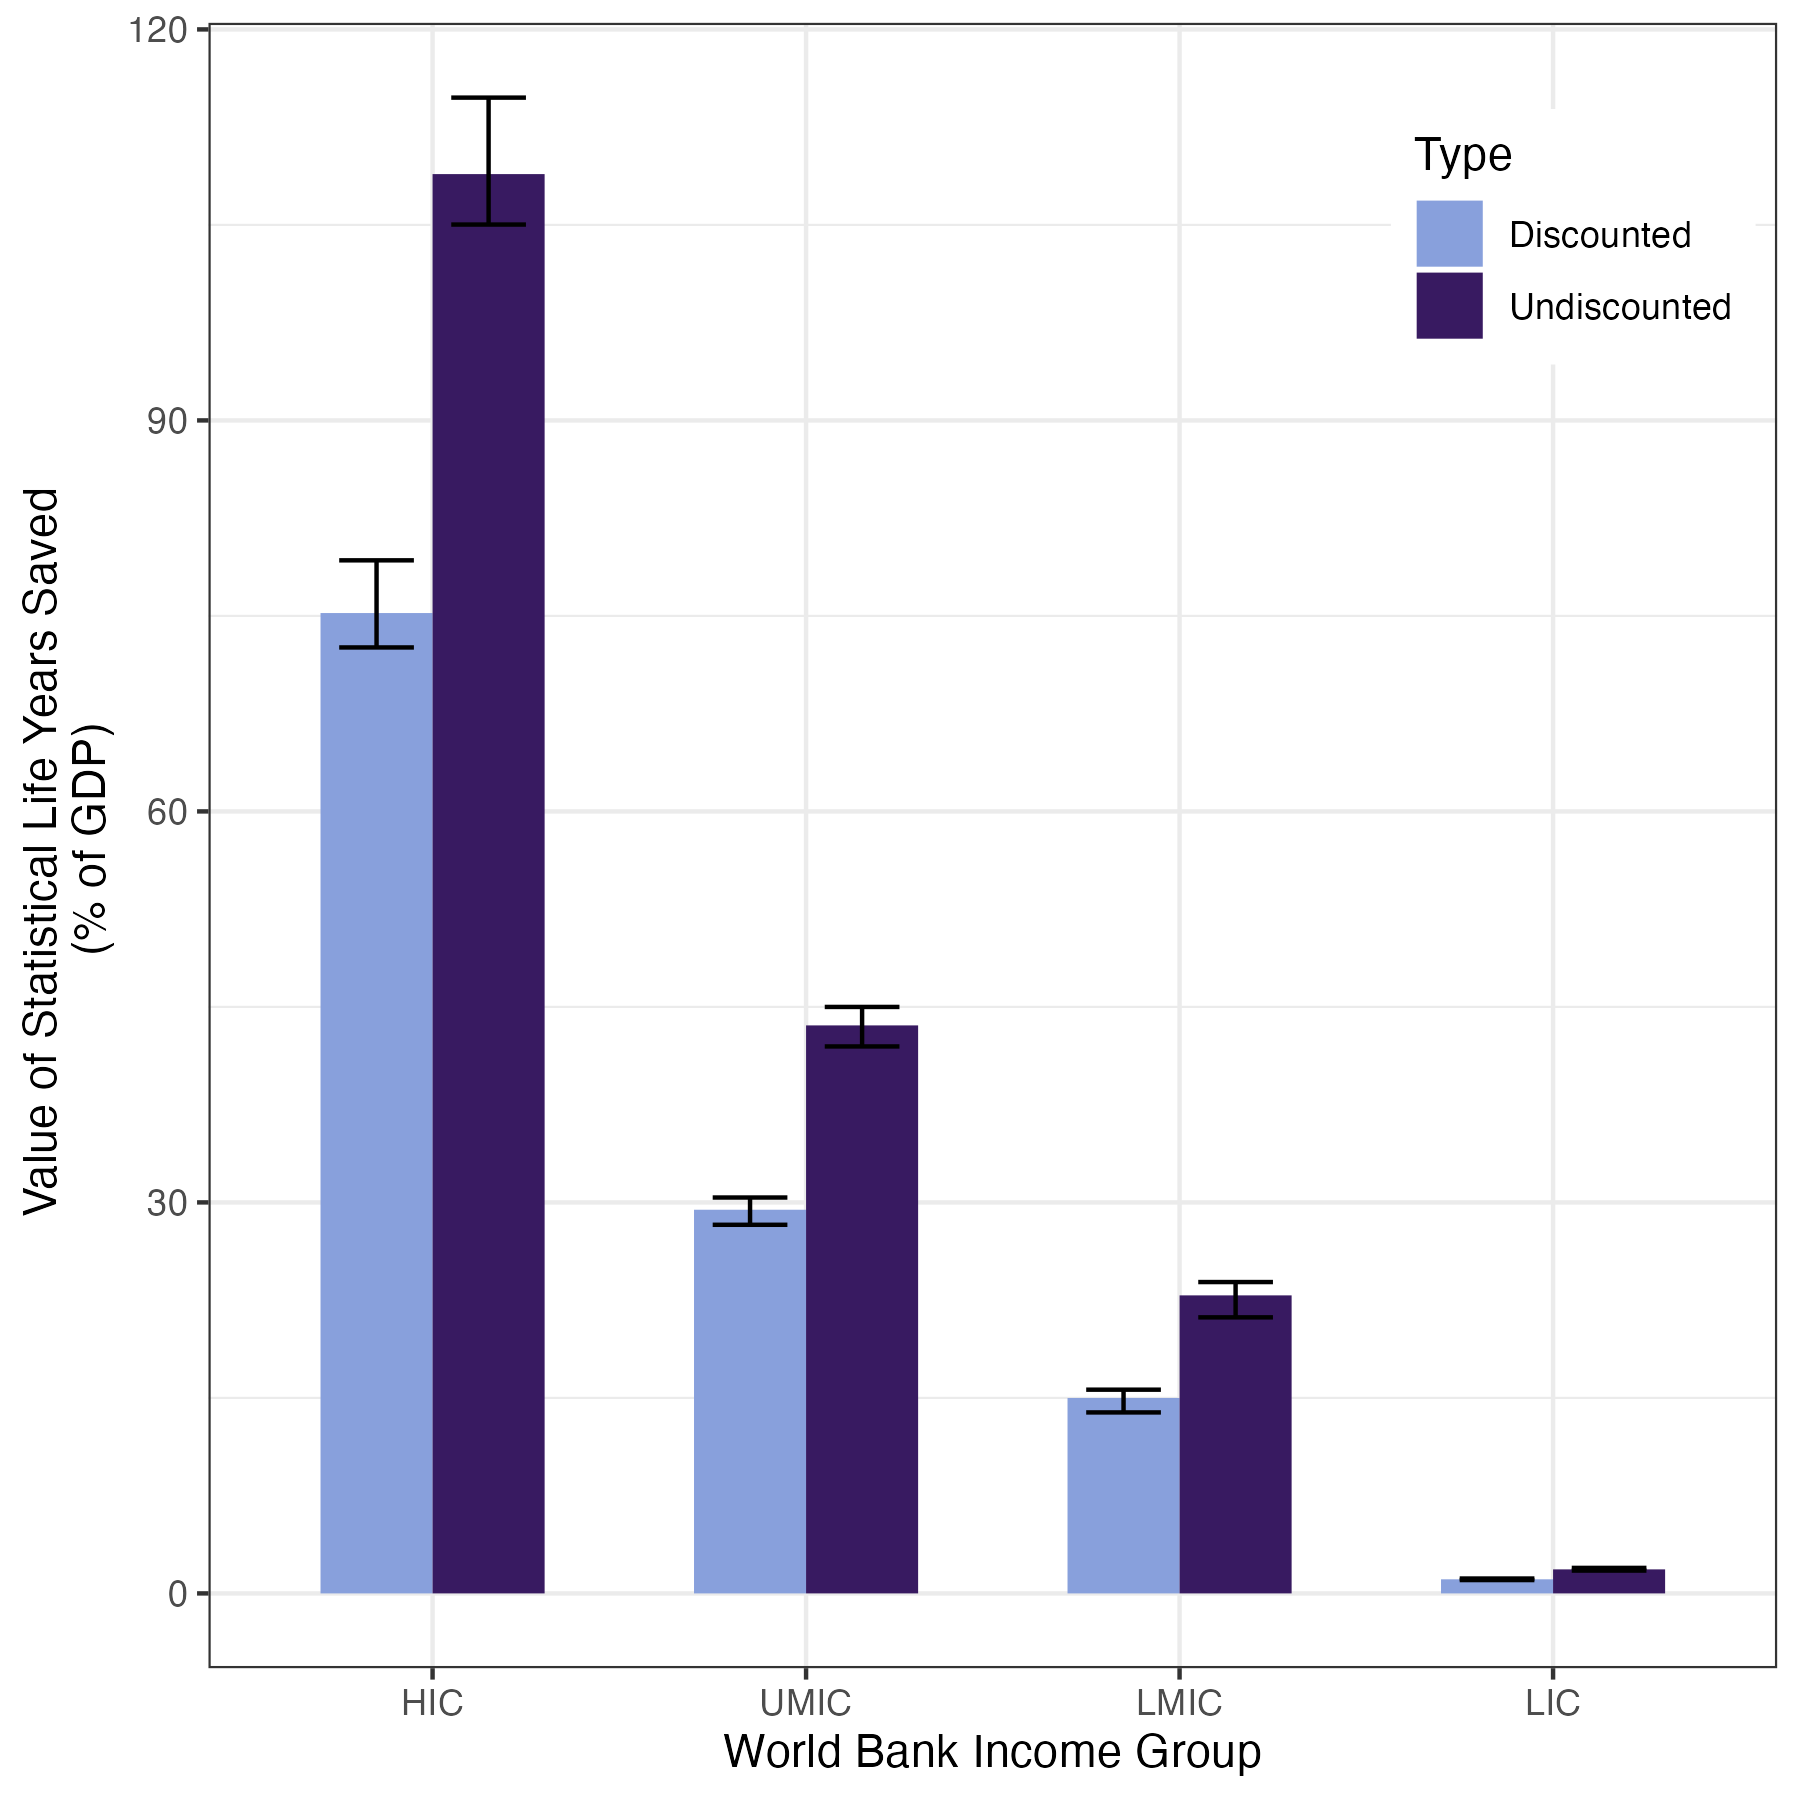 120
90
60
30
0
Value of Statistical Life Years Saved
(% of GDP)
Type
Discounted
Undiscounted
HIC
UMIC
LMIC
LIC
World Bank Income Group